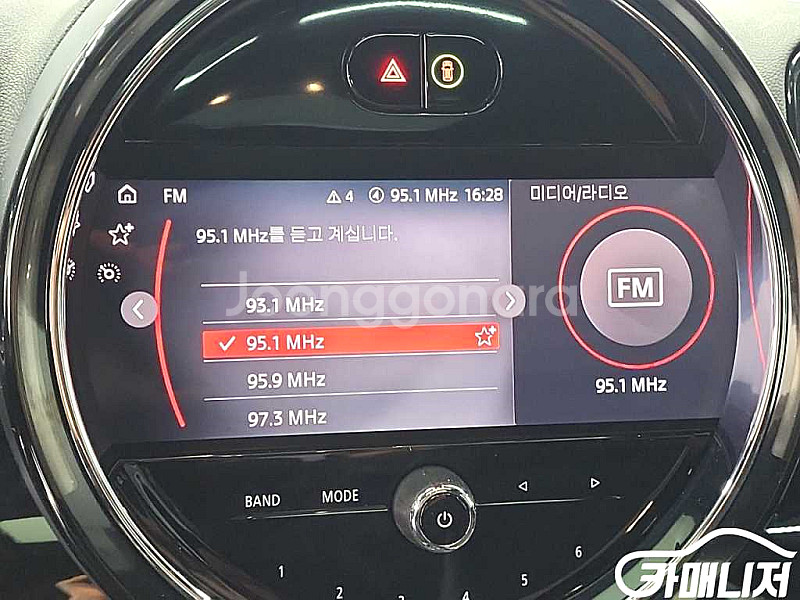 FM
4 95.1 MHz 16:28
미디어/라디오
95.1 MHz를 듣고 계십니다.
93.1 MHz
95.1 MHz
95.9 MHz
97.3 MHz
FM
95.1 MHz
Joonggonara
BAND MODE
1 2 3 4 5 6
카매니저